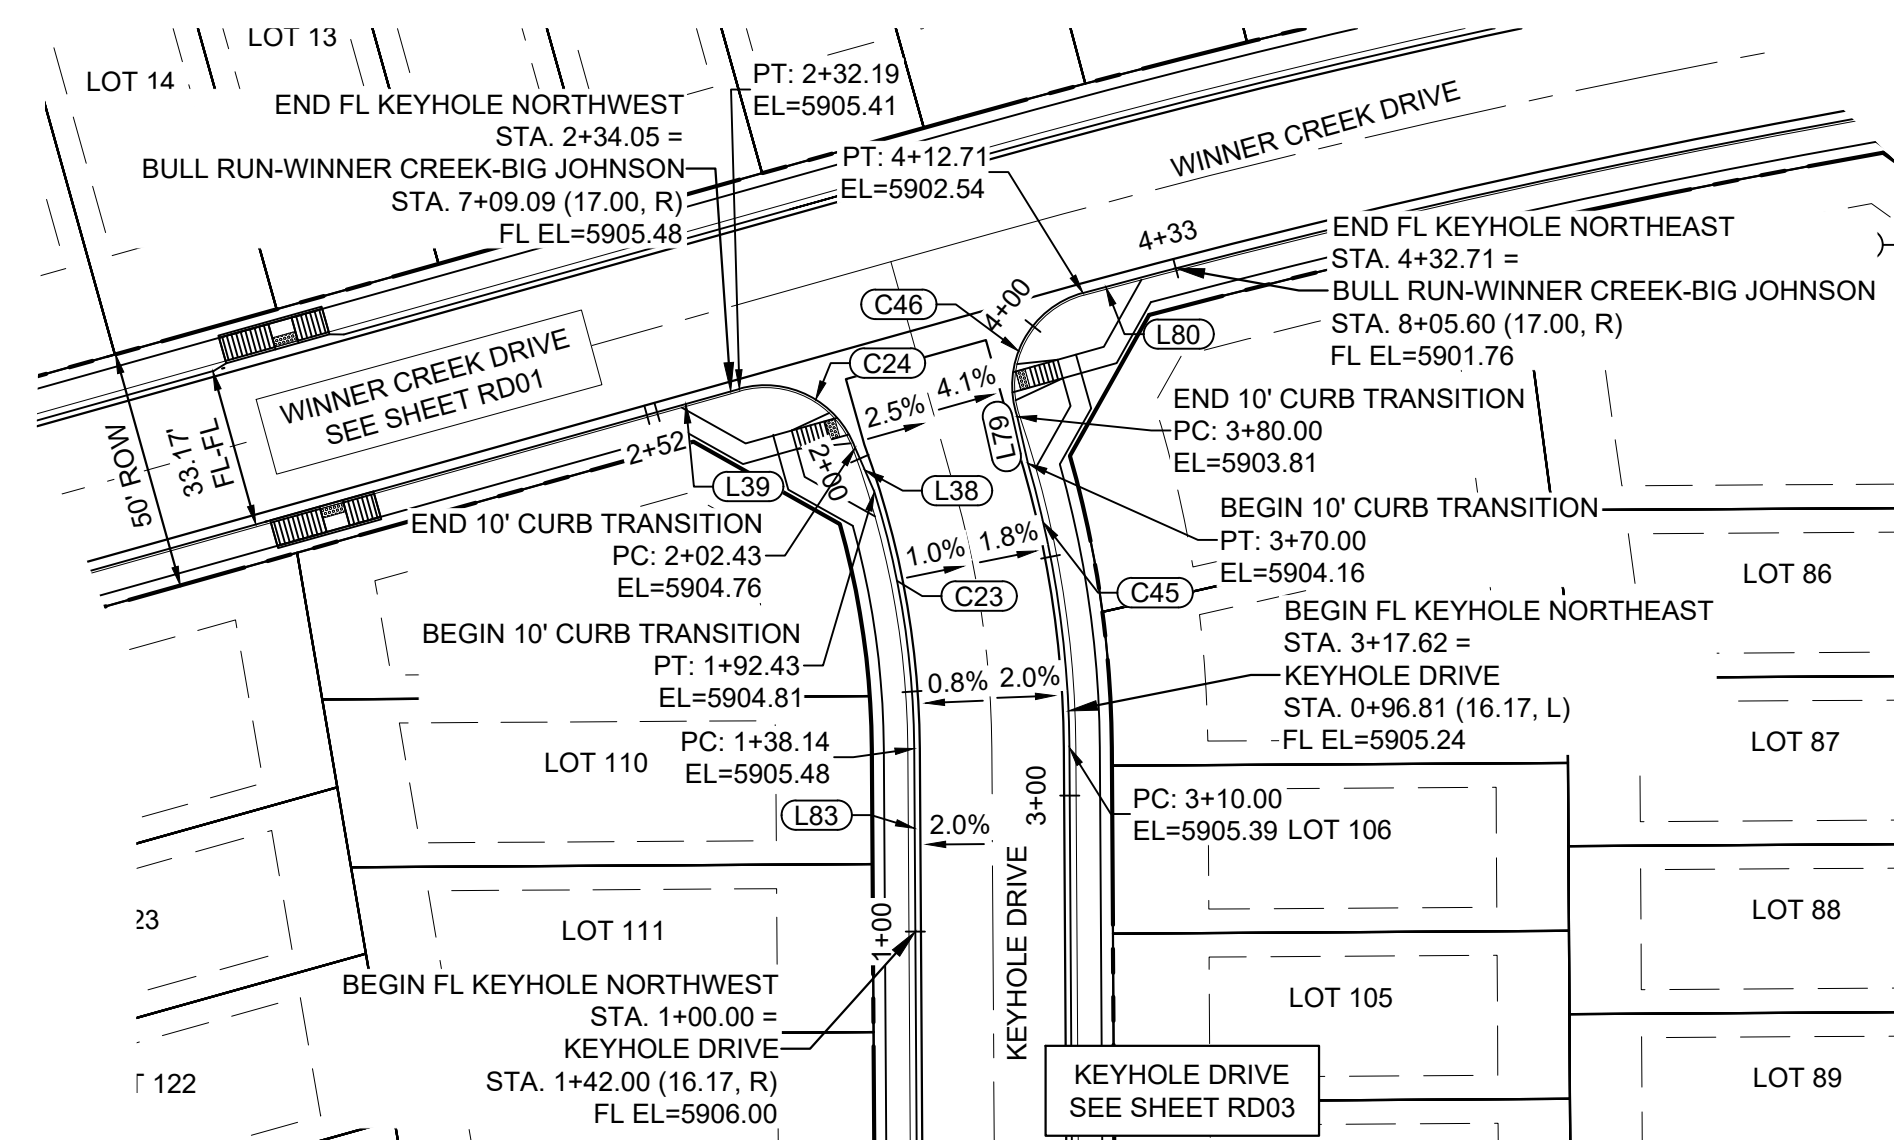 LOT 13
LOT 14
PT: 2+32.19
EL=5905.41
END FL KEYHOLE NORTHWEST
STA. 2+34.05 =
BULL RUN-WINNER CREEK-BIG JOHNSON
STA. 7+09.09 (17.00, R)
FL EL=5905.48
PT: 4+12.71
EL=5902.54
WINNER CREEK DRIVE
4+33
END FL KEYHOLE NORTHEAST
STA. 4+32.71 =
BULL RUN-WINNER CREEK-BIG JOHNSON
STA. 8+05.60 (17.00, R)
FL EL=5901.76
C46
4+00
L80
C24
WINNER CREEK DRIVE
SEE SHEET RD01
50' ROW
33.17'
FL-FL
2.5%
4.1%
L79
END 10' CURB TRANSITION
PC: 3+80.00
EL=5903.81
2+52
2+00
L39
L38
BEGIN 10' CURB TRANSITION
PT: 3+70.00
EL=5904.16
END 10' CURB TRANSITION
PC: 2+02.43
EL=5904.76
1.0%
1.8%
C23
C45
LOT 86
BEGIN FL KEYHOLE NORTHEAST
STA. 3+17.62 =
KEYHOLE DRIVE
STA. 0+96.81 (16.17, L)
FL EL=5905.24
BEGIN 10' CURB TRANSITION
PT: 1+92.43
EL=5904.81
0.8%
2.0%
PC: 1+38.14
EL=5905.48
LOT 110
LOT 87
L83
2.0%
3+00
PC: 3+10.00
EL=5905.39
LOT 106
KEYHOLE DRIVE
23
LOT 111
1+00
LOT 88
BEGIN FL KEYHOLE NORTHWEST
STA. 1+00.00 =
KEYHOLE DRIVE
STA. 1+42.00 (16.17, R)
FL EL=5906.00
LOT 105
KEYHOLE DRIVE
SEE SHEET RD03
122
LOT 89